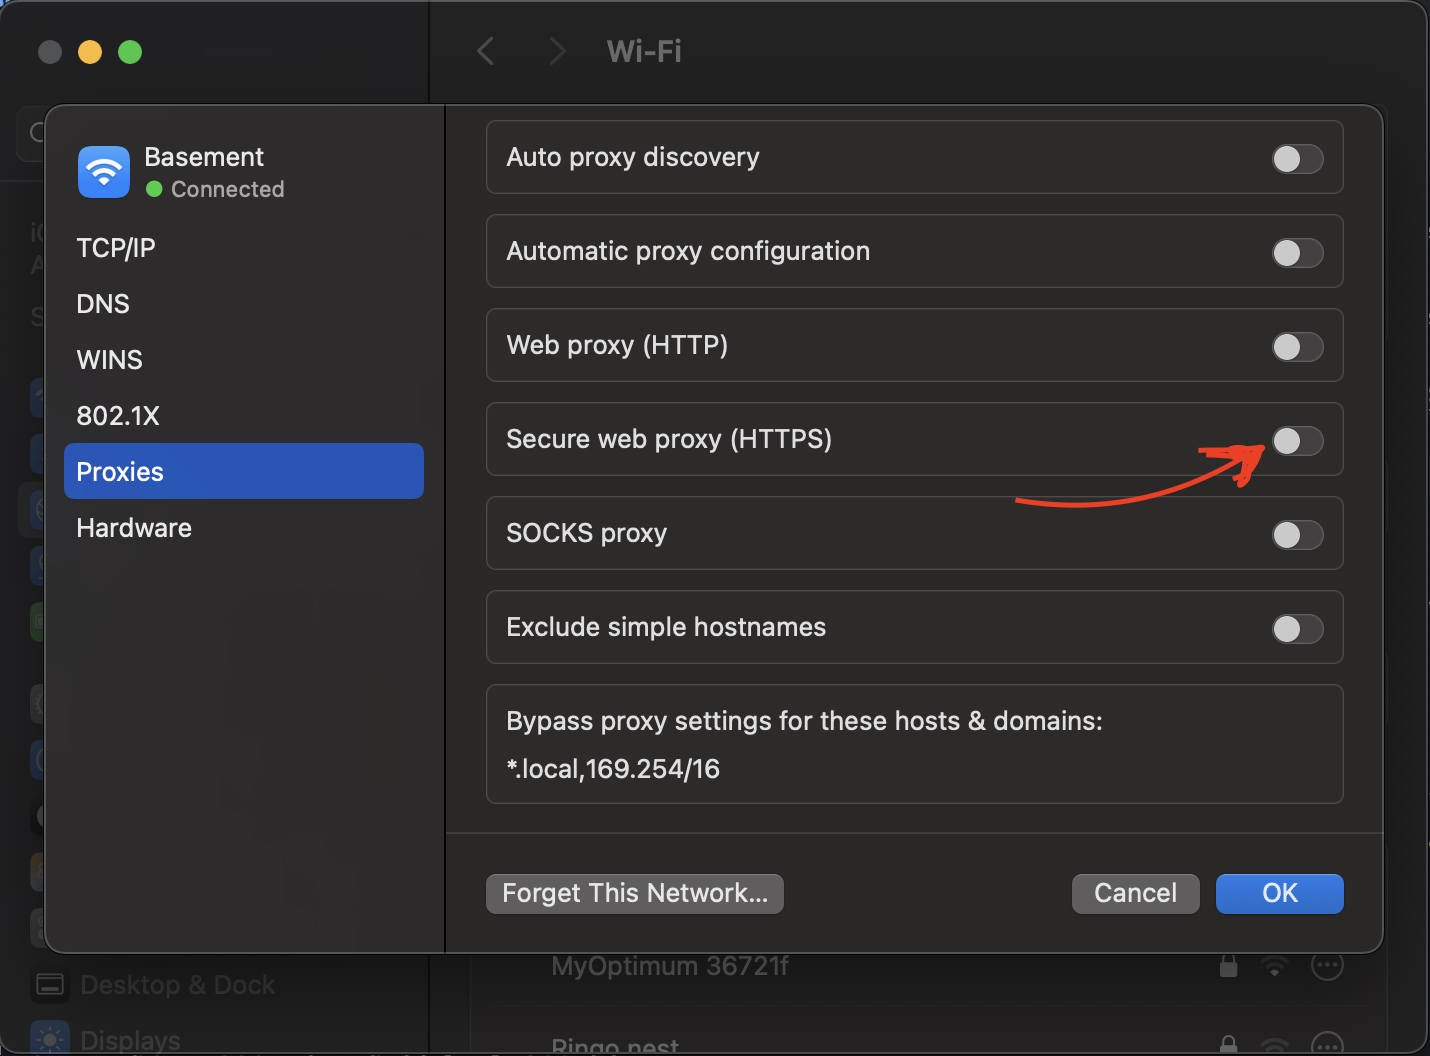 Wi-Fi
Basement
Connected
TCP/IP
DNS
WINS
802.1X
Proxies
Hardware
Auto proxy discovery
Automatic proxy configuration
Web proxy (HTTP)
Secure web proxy (HTTPS)
SOCKS proxy
Exclude simple hostnames
Bypass proxy settings for these hosts & domains:
*.local,169.254/16
Forget This Network...
Cancel
OK
Desktop & Dock
Displays
MyOptimum 36721f
Ringo nest